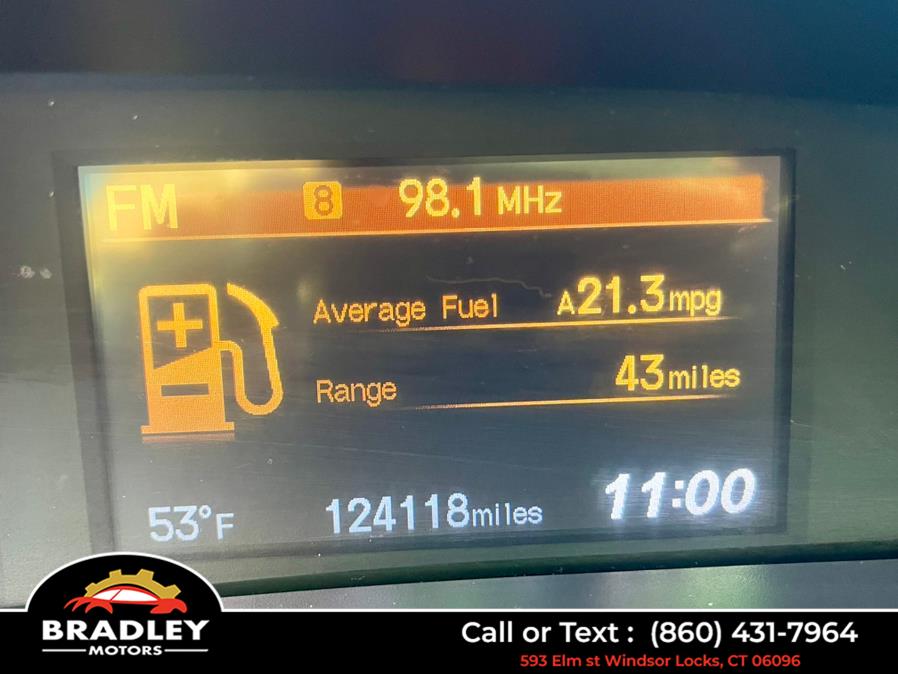 FM 8 98.1 MHz
Average Fuel A21.3mpg
Range 43miles
53°F 124118miles 11:00
BRADLEY
MOTORS
Call or Text : (860) 431-7964
593 Elm st Windsor Locks, CT 06096